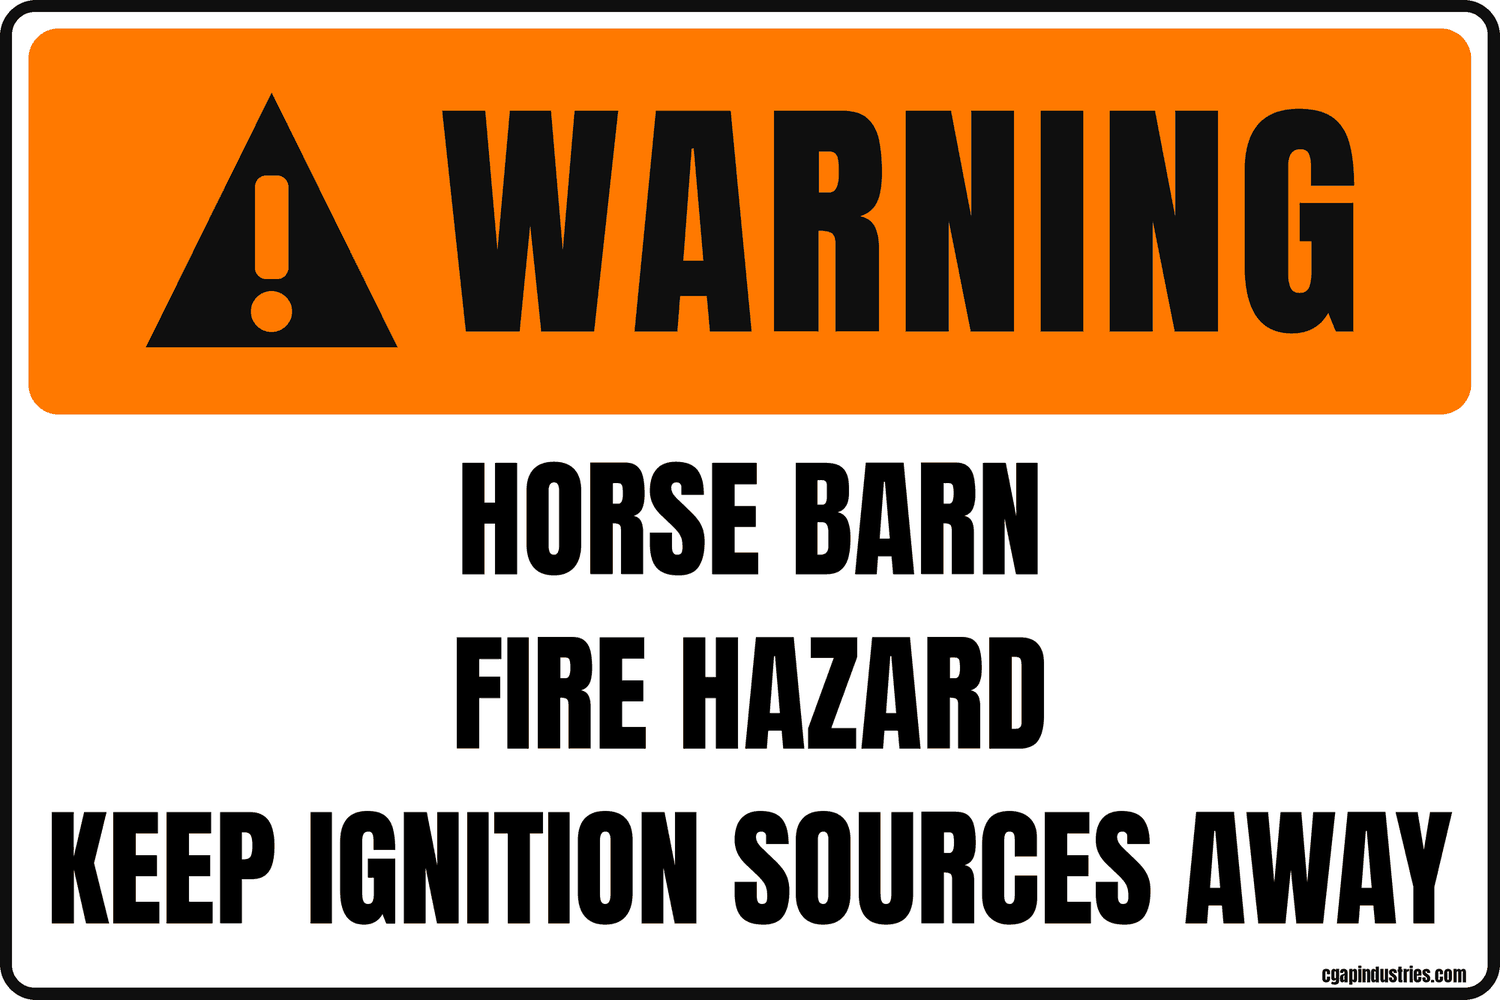 WARNING
HORSE BARN
FIRE HAZARD
KEEP IGNITION SOURCES AWAY
cgapindustries.com